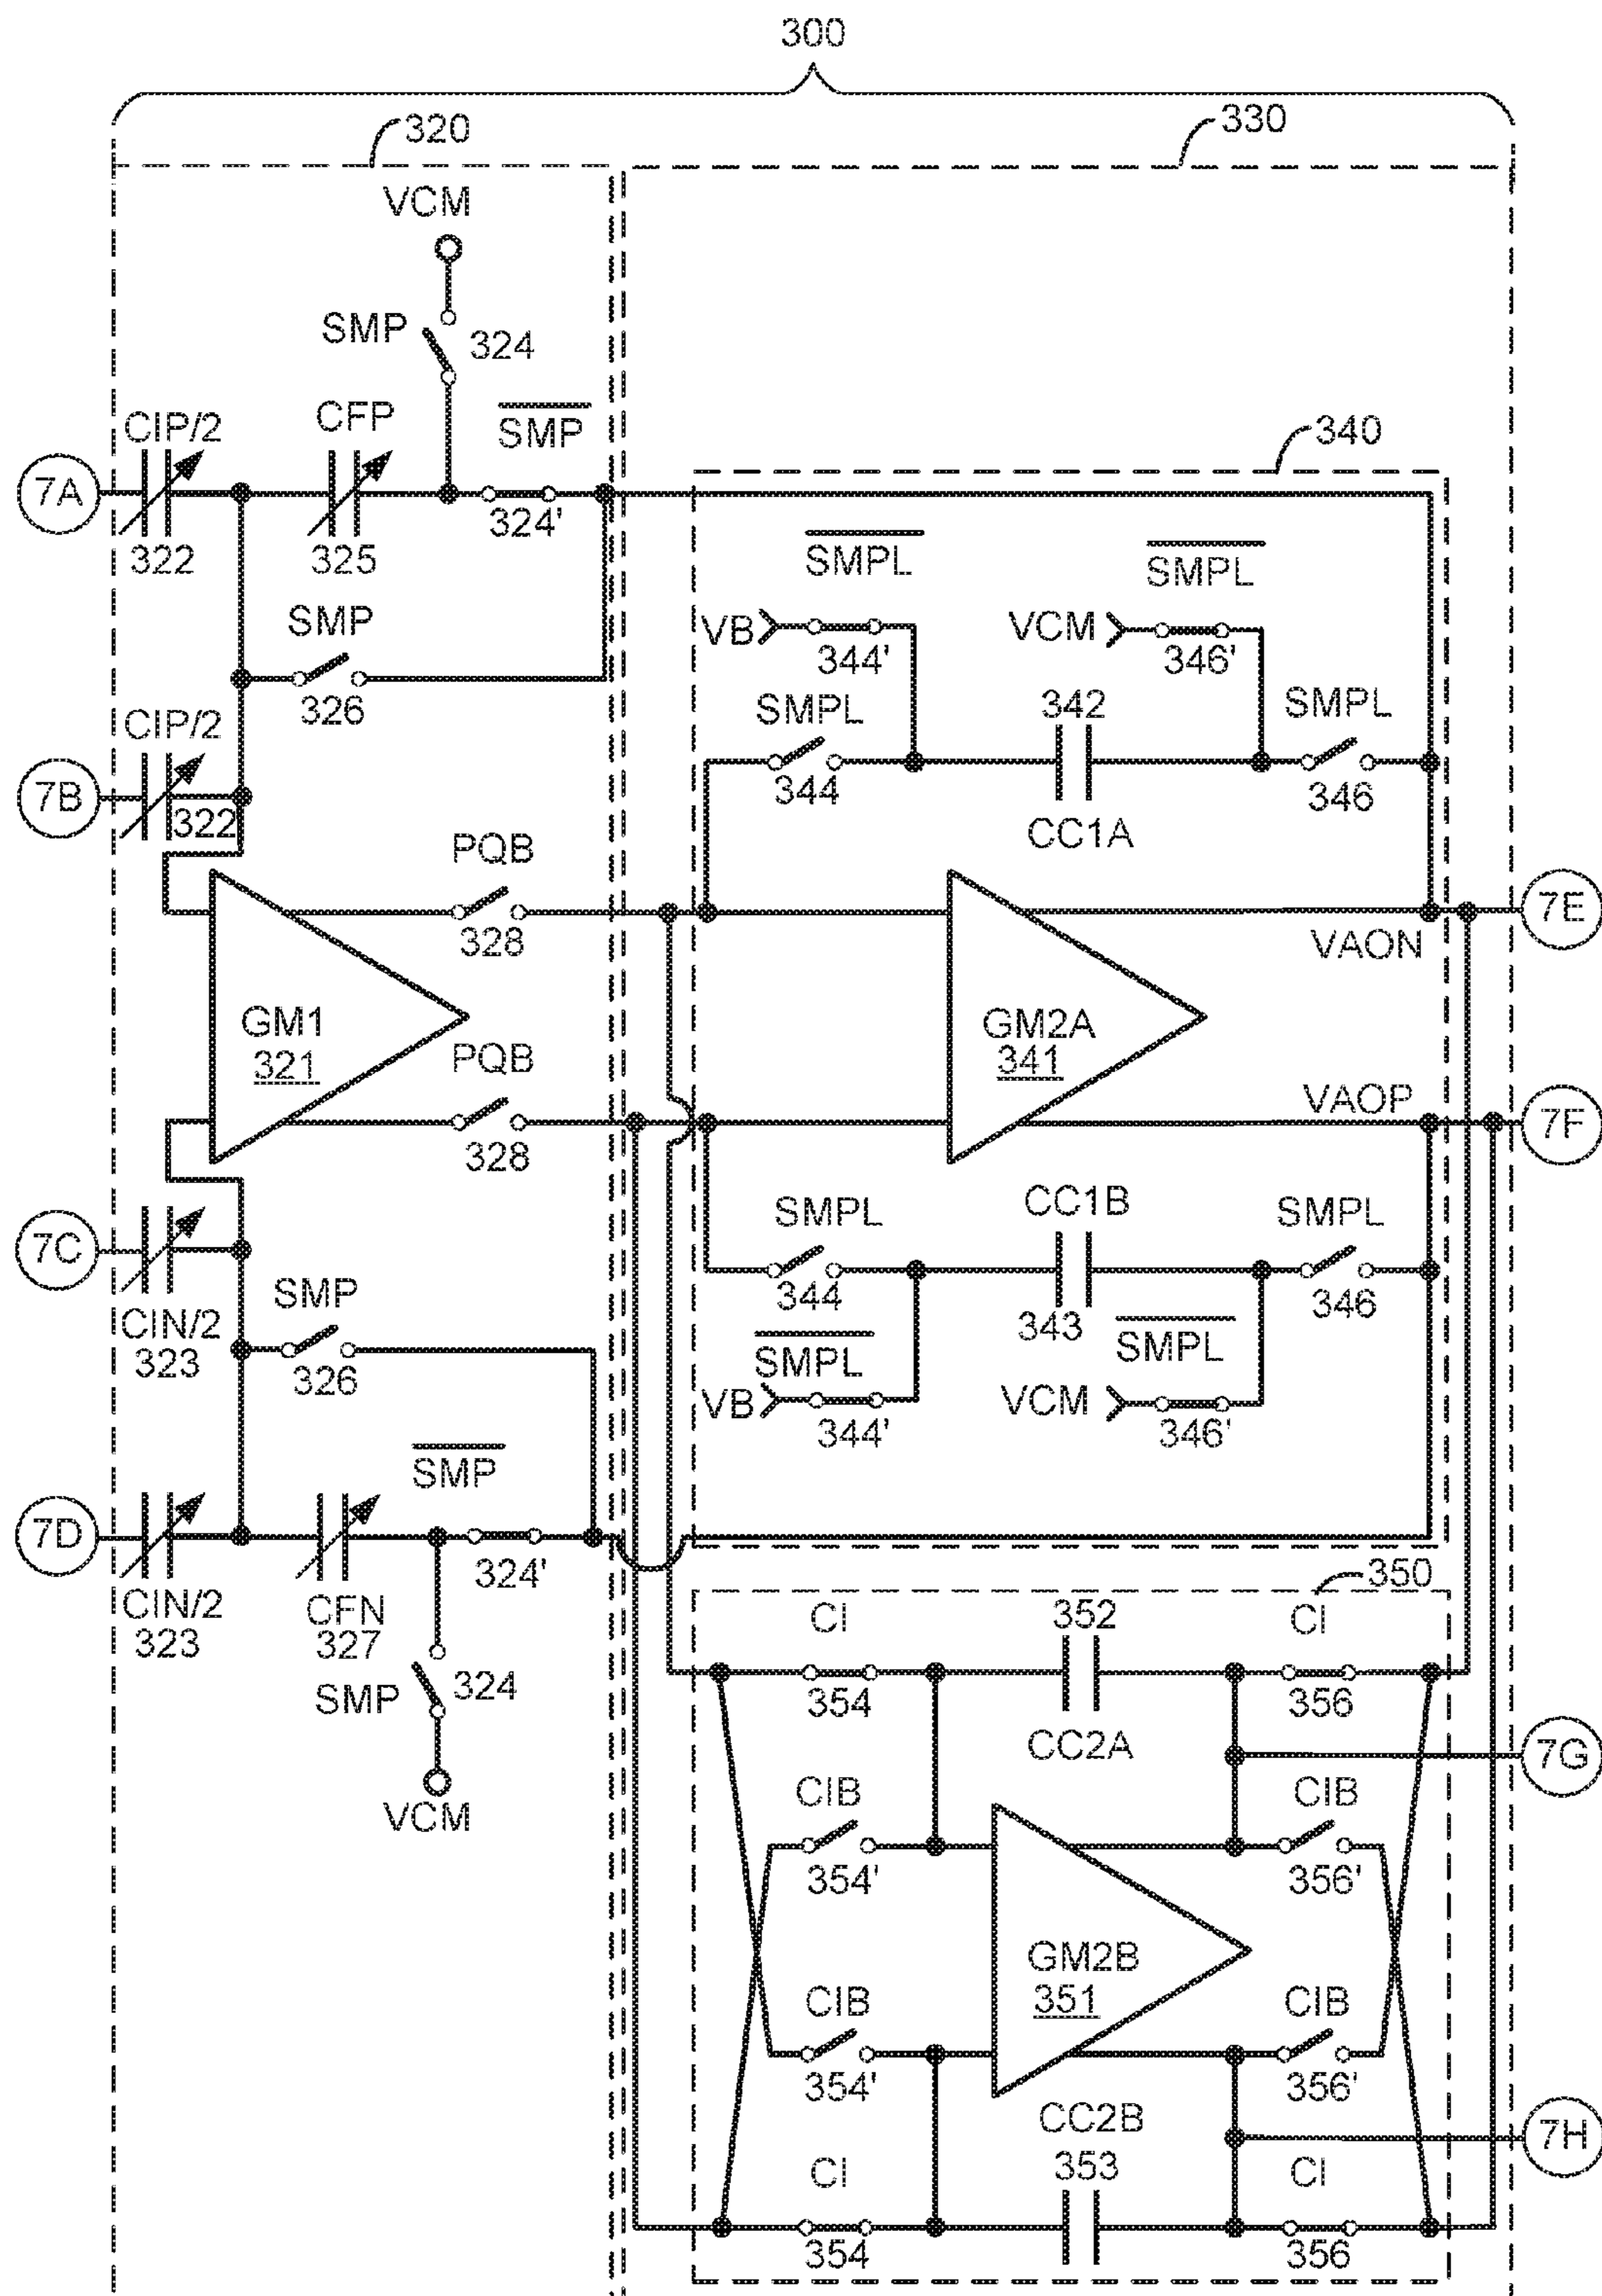 300
320
330
VCM
SMP
324
CIP/2
CFP
SMP
340
7A
322
325
324'
SMPL
SMPL
SMP
VB
344'
VCM
346'
326
CIP/2
SMPL
342
SMPL
7B
322
344
346
PQB
CC1A
328
7E
VAON
GM1
321
PQB
GM2A
341
VAOP
328
7F
SMPL
CC1B
SMPL
7C
SMP
344
343
346
CIN/2
323
326
SMPL
SMPL
VB
344'
VCM
346'
SMP
7D
324'
350
CIN/2
323
CFN
327
CI
352
CI
SMP
324
354
356
CC2A
7G
VCM
CIB
CIB
354'
356'
GM2B
351
CIB
CIB
354'
356'
CC2B
353
7H
CI
CI
354
356